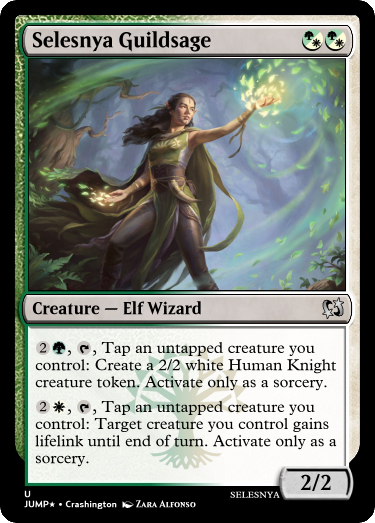 Selesnya Guildsage
Creature — Elf Wizard
2 , , Tap an untapped creature you
control: Create a 2/2 white Human Knight
creature token. Activate only as a sorcery.
2 , , Tap an untapped creature you
control: Target creature you control gains
lifelink until end of turn. Activate only as a
sorcery.
2/2
U
JUMP★ • Crashington Zara Alfonso
SELESNYA